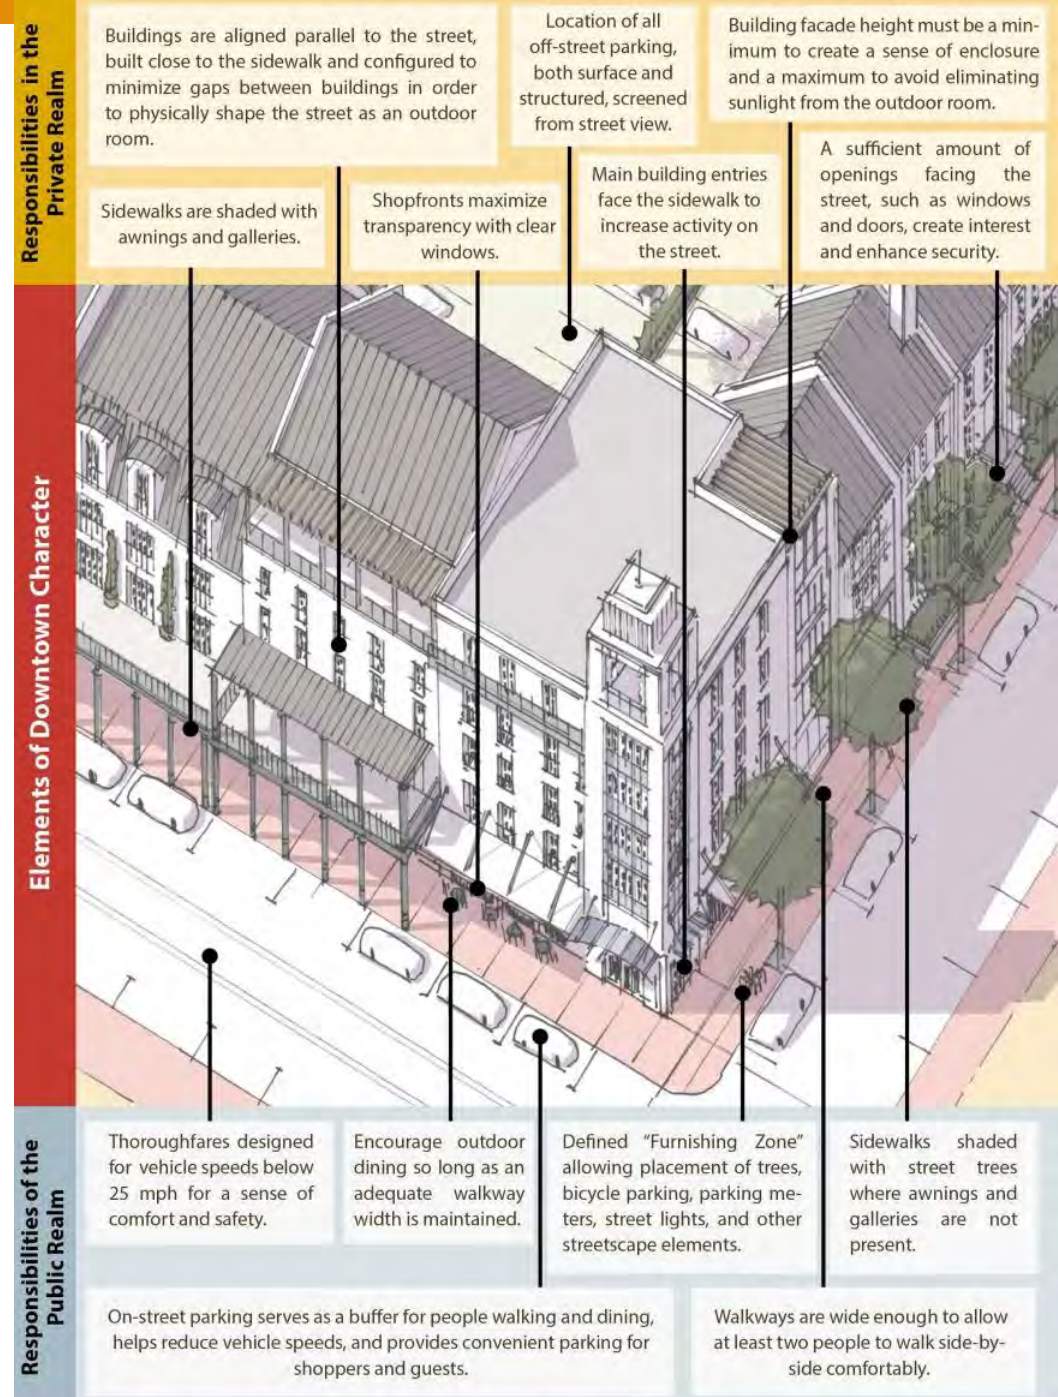 Responsibilities in the
Private Realm
Buildings are aligned parallel to the street,
built close to the sidewalk and configured to
minimize gaps between buildings in order
to physically shape the street as an outdoor
room.
Location of all
off-street parking,
both surface and
structured, screened
from street view.
Building facade height must be a min-
imum to create a sense of enclosure
and a maximum to avoid eliminating
sunlight from the outdoor room.
Sidewalks are shaded with
awnings and galleries.
Shopfronts maximize
transparency with clear
windows.
Main building entries
face the sidewalk to
increase activity on
the street.
A sufficient amount of
openings facing the
street, such as windows
and doors, create interest
and enhance security.
Elements of Downtown Character
Responsibilities of the
Public Realm
Thoroughfares designed
for vehicle speeds below
25 mph for a sense of
comfort and safety.
Encourage outdoor
dining so long as an
adequate walkway
width is maintained.
Defined "Furnishing Zone"
allowing placement of trees,
bicycle parking, parking me-
ters, street lights, and other
streetscape elements.
Sidewalks shaded
with street trees
where awnings and
galleries are not
present.
On-street parking serves as a buffer for people walking and dining,
helps reduce vehicle speeds, and provides convenient parking for
shoppers and guests.
Walkways are wide enough to allow
at least two people to walk side-by-
side comfortably.